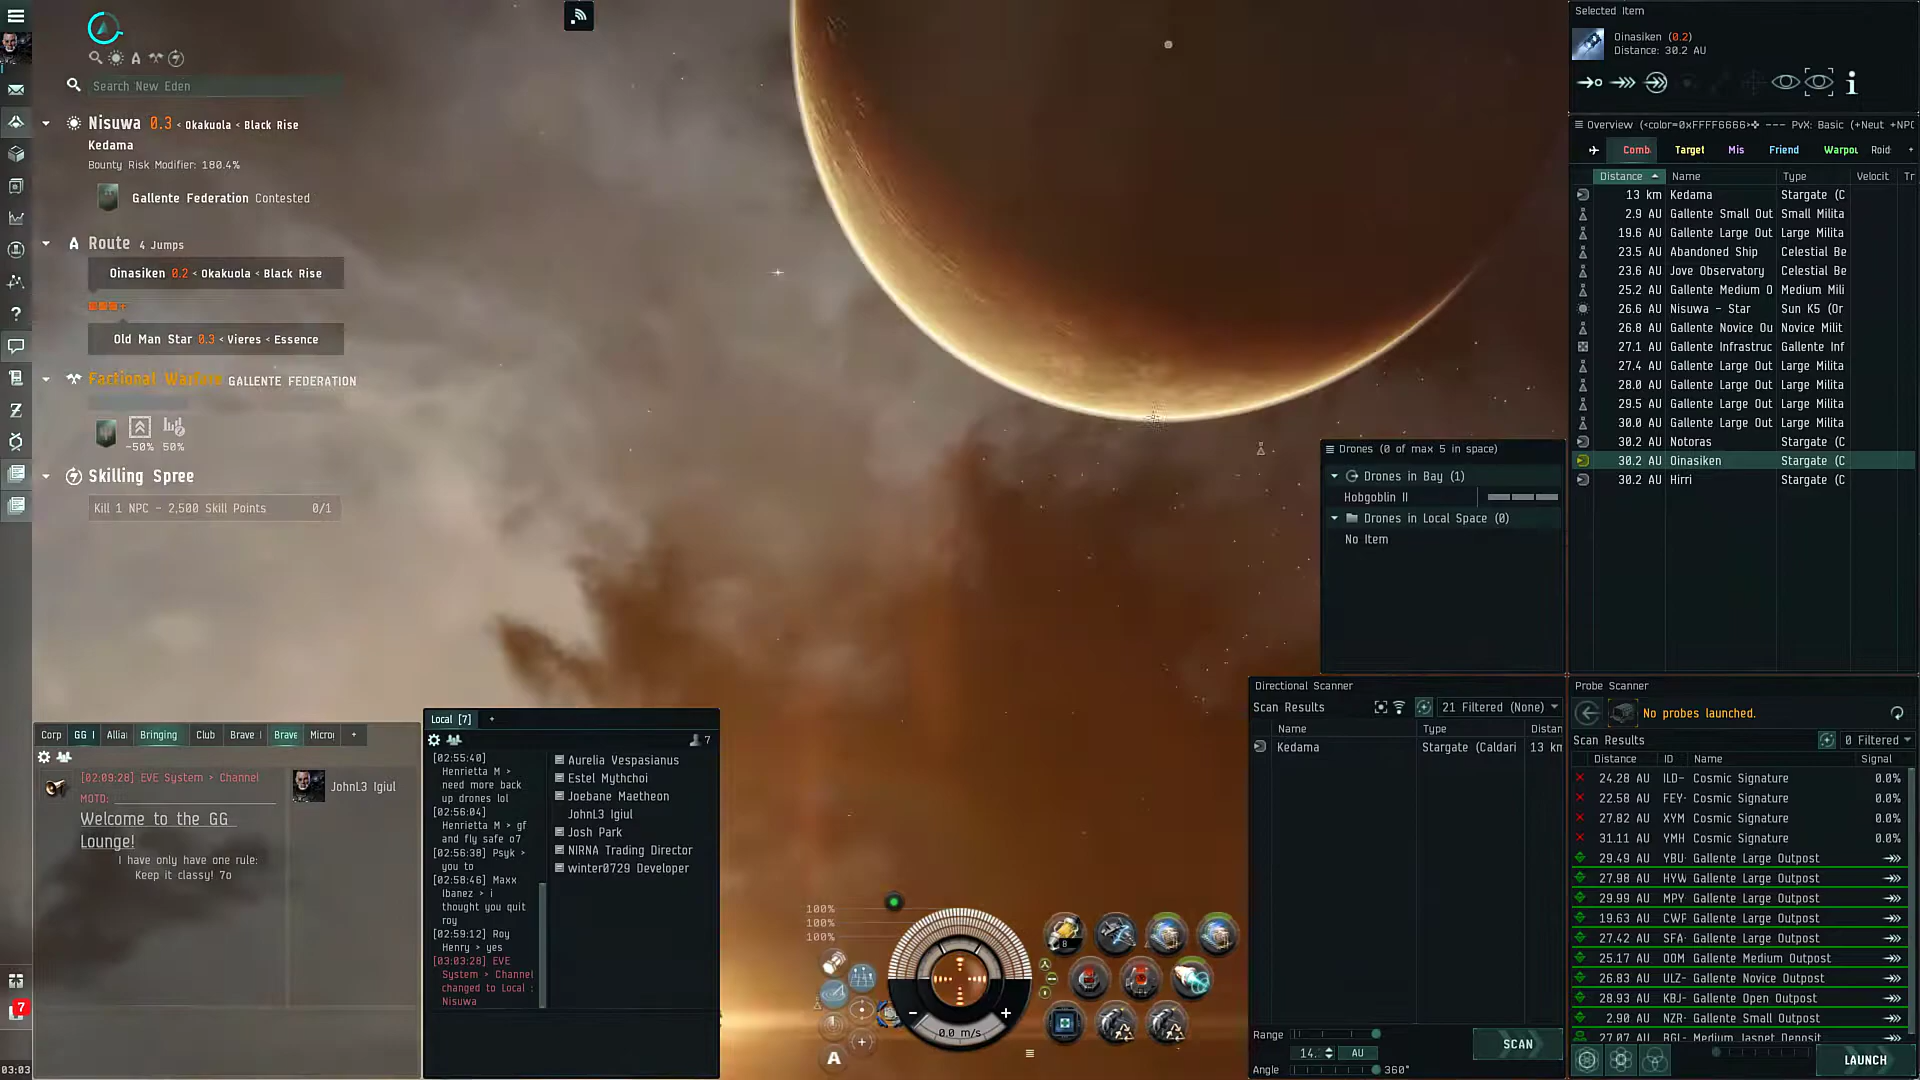 Search New Eden
Nisuwa 0.3 < Okakuola < Black Rise
Kedama
Bounty Risk Modifier: 180.4%
Gallente Federation Contested
A Route 4 Jumps
Oinasiken 0.2 < Okakuola < Black Rise
Old Man Star 0.3 < Vieres < Essence
Factional Warfare GALLENTE FEDERATION
-50% 50%
Skilling Spree
Kill 1 NPC - 2,500 Skill Points 0/1
7
03:03
Corp GG Allia Bringing Club Brave Brave Micro +
[02:09:28] EVE System > Channel
MOTD:
Welcome to the GG
Lounge!
I have only have one rule:
Keep it classy! 7o
JohnL3 Igiul
Local [7] +
7
[02:55:40]
Henrietta M >
need more back
up drones lol
[02:56:04]
Henrietta M > gf
and fly safe o7
[02:56:38] Psyk >
you to
[02:58:46] Maxx
Ibanez > i
thought you quit
roy
[02:59:12] Roy
Henry > yes
[03:03:28] EVE
System > Channel
changed to Local :
Nisuwa
Aurelia Vespasianus
Estel Mythchoi
Joebane Maetheon
JohnL3 Igiul
Josh Park
NIRNA Trading Director
winter0729 Developer
100%
100%
100%
8
0.0 m/s
A
Drones (0 of max 5 in space)
Drones in Bay (1)
Hobgoblin II
Drones in Local Space (0)
No Item
Directional Scanner
Scan Results 21 Filtered (None)
Name Type Distan
Kedama Stargate (Caldari 13 km
Range
14. AU
SCAN
Angle 360°
Selected Item
Oinasiken (0.2)
Distance: 30.2 AU
Overview (<color=0xFFFF6666> --- PvX: Basic (+Neut +NPC
Comb Target Mis Friend Warpou Roid +
Distance Name Type Velocit Tr
13 km Kedama Stargate (C
2.9 AU Gallente Small Out Small Milita
19.6 AU Gallente Large Out Large Milita
23.5 AU Abandoned Ship Celestial Be
23.6 AU Jove Observatory Celestial Be
25.2 AU Gallente Medium O Medium Mili
26.6 AU Nisuwa - Star Sun K5 (Or
26.8 AU Gallente Novice Ou Novice Milit
27.1 AU Gallente Infrastruc Gallente Inf
27.4 AU Gallente Large Out Large Milita
28.0 AU Gallente Large Out Large Milita
29.5 AU Gallente Large Out Large Milita
30.0 AU Gallente Large Out Large Milita
30.2 AU Notoras Stargate (C
30.2 AU Oinasiken Stargate (C
30.2 AU Hirri Stargate (C
Probe Scanner
No probes launched.
Scan Results 0 Filtered
Distance ID Name Signal
24.28 AU ILD- Cosmic Signature 0.0%
22.58 AU FEY- Cosmic Signature 0.0%
27.82 AU XYM Cosmic Signature 0.0%
31.11 AU YMH Cosmic Signature 0.0%
29.49 AU YBU- Gallente Large Outpost
27.98 AU HYW Gallente Large Outpost
29.99 AU MPY- Gallente Large Outpost
19.63 AU CWF Gallente Large Outpost
27.42 AU SFA- Gallente Large Outpost
25.17 AU OOM Gallente Medium Outpost
26.83 AU ULZ- Gallente Novice Outpost
28.93 AU KBJ- Gallente Open Outpost
2.90 AU NZR- Gallente Small Outpost
27.07 AU BGL- Medium Jaspet Deposit
LAUNCH